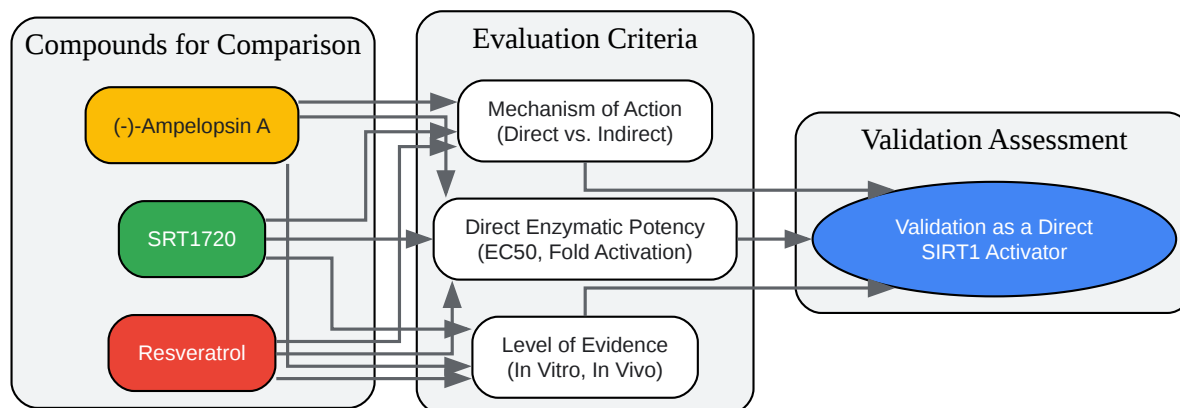 Compounds for Comparison
(-)-Ampelopsin A
SRT1720
Resveratrol
Evaluation Criteria
Mechanism of Action
(Direct vs. Indirect)
Direct Enzymatic Potency
(EC50, Fold Activation)
Level of Evidence
(In Vitro, In Vivo)
Validation Assessment
Validation as a Direct
SIRT1 Activator